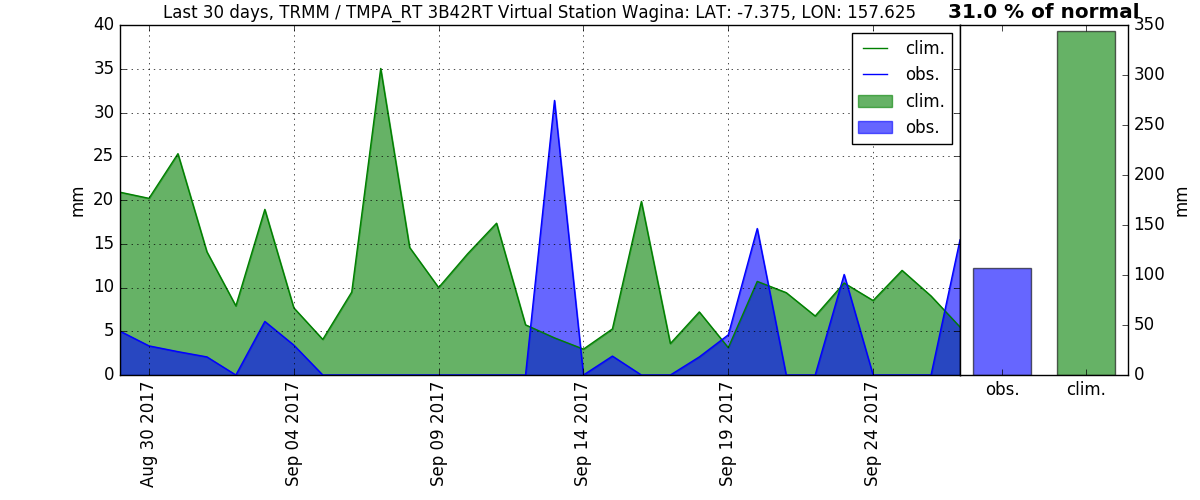 Last 30 days, TRMM / TMPA_RT 3B42RT Virtual Station Wagina: LAT: -7.375, LON: 157.625
31.0 % of normal
40
35
30
25
20
15
10
5
0
mm
Aug 30 2017
Sep 04 2017
Sep 09 2017
Sep 14 2017
Sep 19 2017
Sep 24 2017
clim.
obs.
clim.
obs.
350
300
250
200
150
100
50
0
mm
obs.
clim.